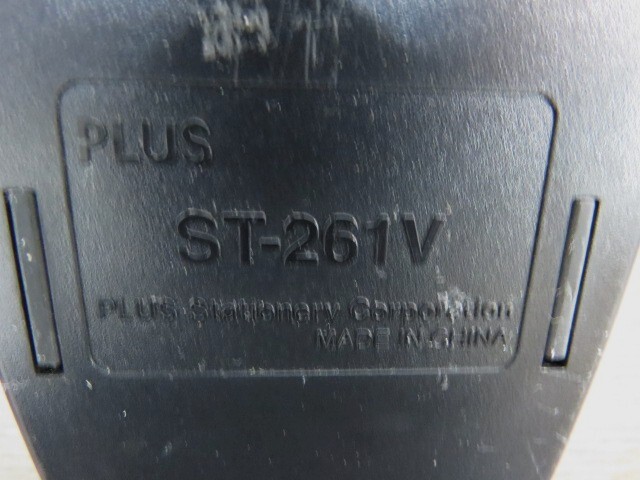 PLUS
ST-261V
PLUS Stationery Corporation
MADE IN CHINA